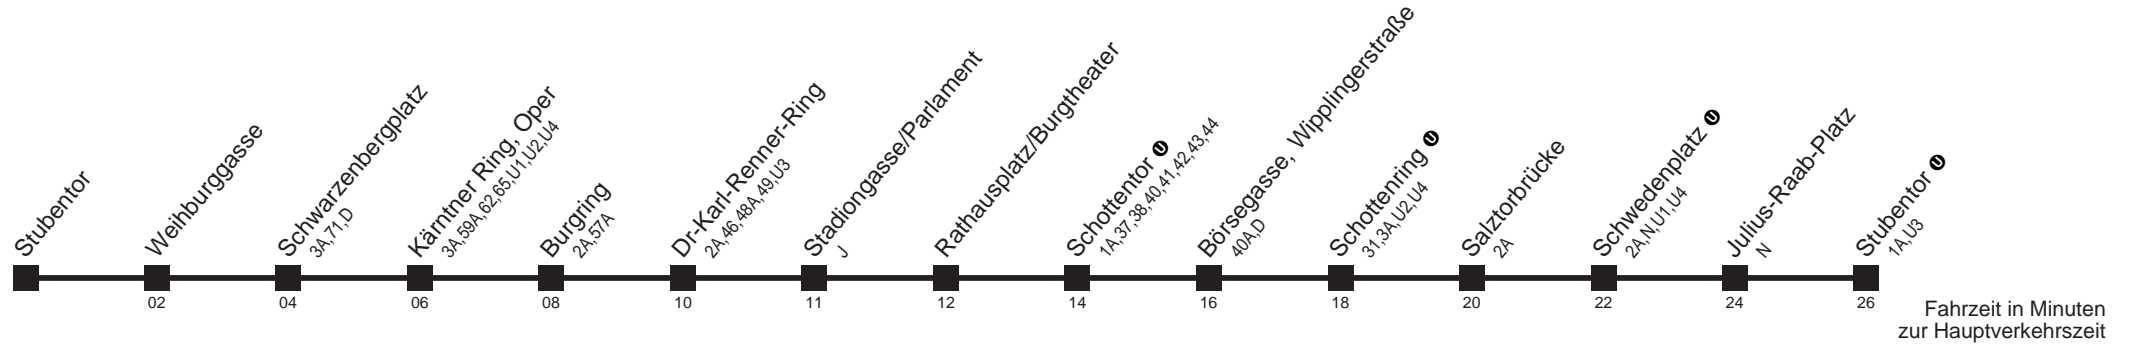 Stubentor
Weihburggasse
02
Schwarzenbergplatz
3A,71,D
04
Kärntner Ring, Oper
3A,59A,62,65,U1,U2,U4
06
Burgring
2A,57A
08
Dr-Karl-Renner-Ring
2A,46,48A,49,U3
10
Stadiongasse/Parlament
J
11
Rathausplatz/Burgtheater
12
Schottentor U
1A,37,38,40,41,42,43,44
14
Börsegasse, Wipplingerstraße
40A,D
16
Schottenring U
31,3A,U2,U4
18
Salztorbrücke
2A
20
Schwedenplatz U
2A,N,U1,U4
22
Julius-Raab-Platz
N
24
Stubentor U
1A,U3
26
Fahrzeit in Minuten
zur Hauptverkehrszeit